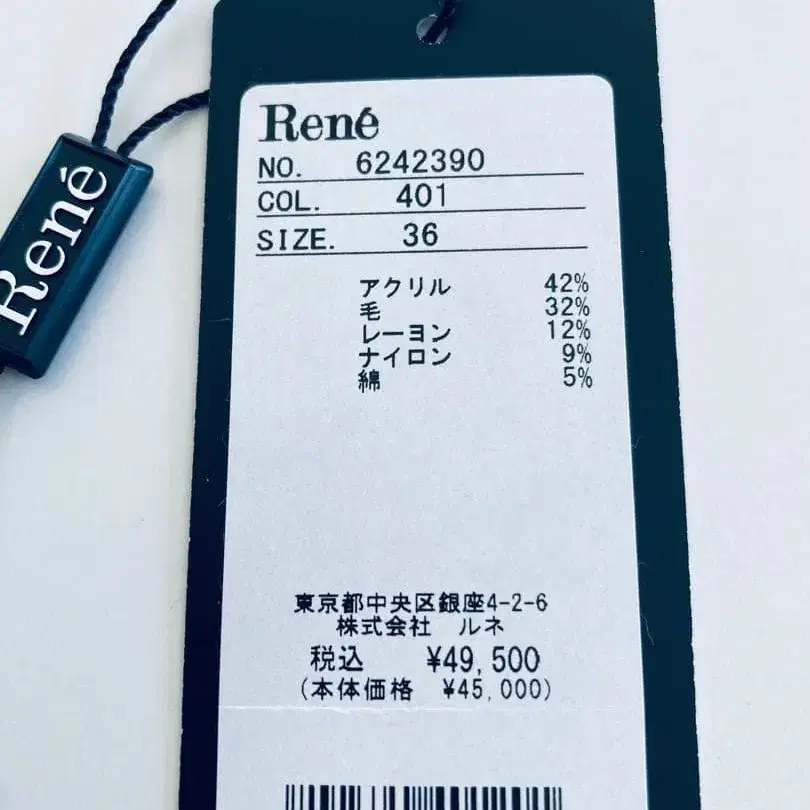 René
René
NO. 6242390
COL. 401
SIZE. 36
アクリル 42%
毛 32%
レーヨン 12%
ナイロン 9%
綿 5%
東京都中央区銀座4-2-6
株式会社 ルネ
税込 ¥49,500
(本体価格 ¥45,000)